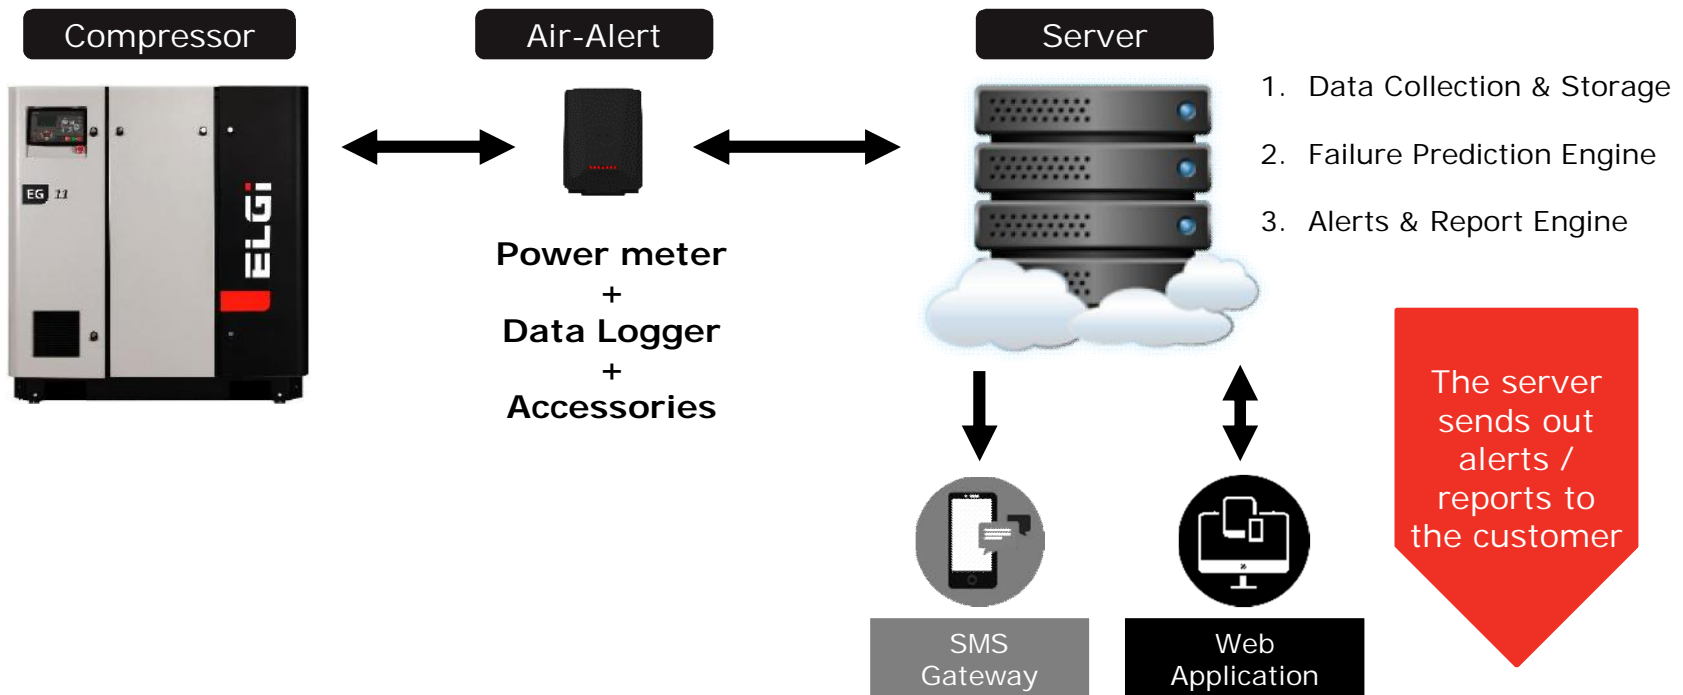 Compressor
Air-Alert
Server
EG 11
ELGi
Power meter
+
Data Logger
+
Accessories
1. Data Collection & Storage
2. Failure Prediction Engine
3. Alerts & Report Engine
The server
sends out
alerts /
reports to
the customer
SMS
Gateway
Web
Application